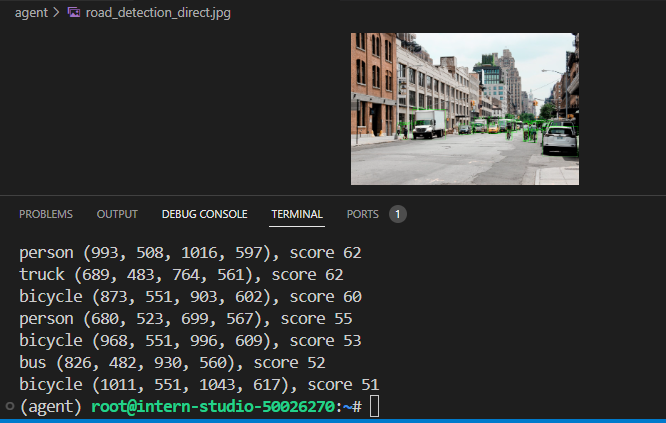 agent > road_detection_direct.jpg
PROBLEMS OUTPUT DEBUG CONSOLE TERMINAL PORTS 1
person (993, 508, 1016, 597), score 62
truck (689, 483, 764, 561), score 62
bicycle (873, 551, 903, 602), score 60
person (680, 523, 699, 567), score 55
bicycle (968, 551, 996, 609), score 53
bus (826, 482, 930, 560), score 52
bicycle (1011, 551, 1043, 617), score 51
(agent) root@intern-studio-50026270:~#